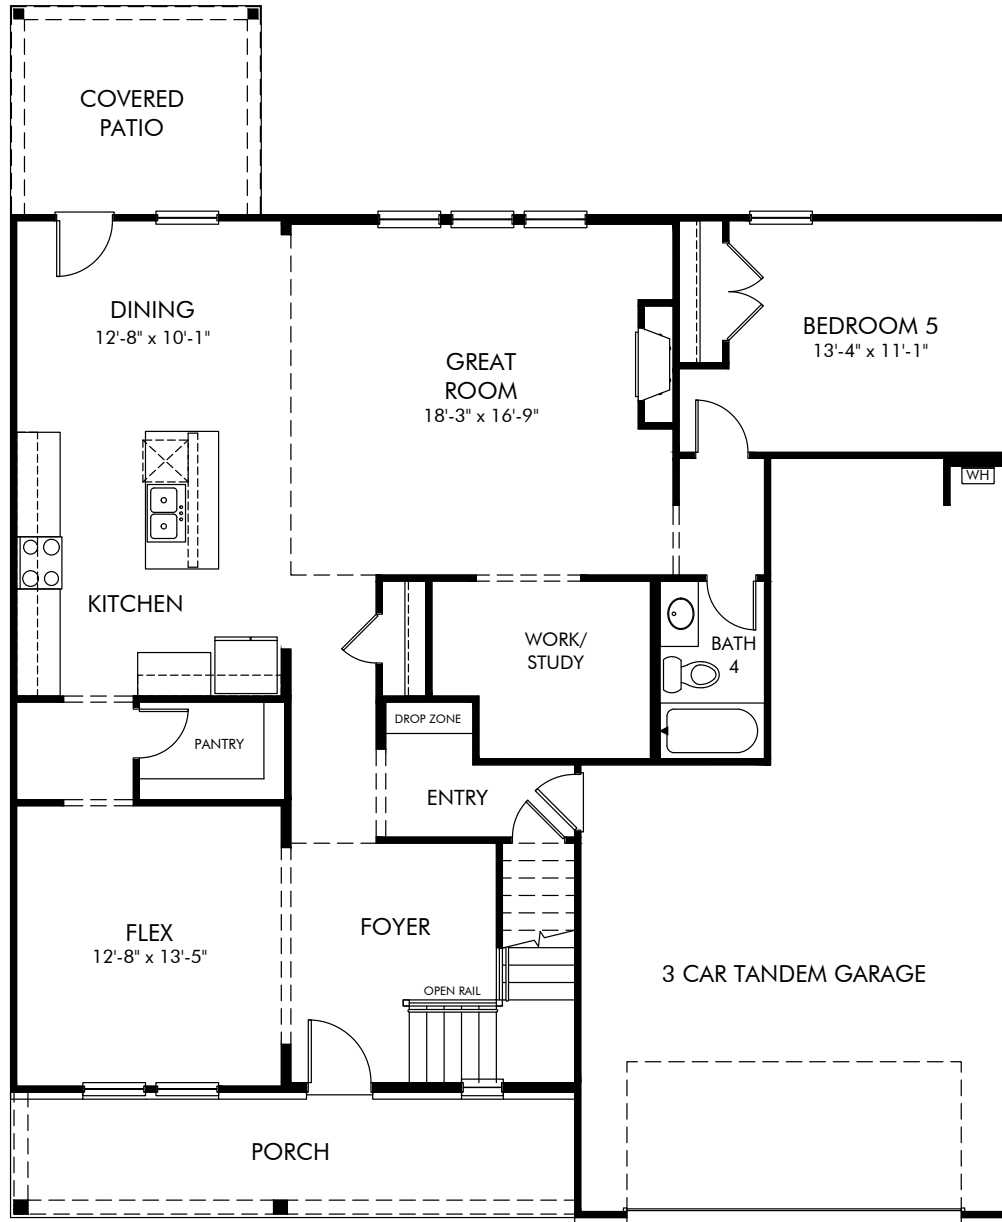 COVERED
PATIO
DINING
12'-8" x 10'-1"
GREAT
ROOM
18'-3" x 16'-9"
BEDROOM 5
13'-4" x 11'-1"
WH
KITCHEN
WORK/
STUDY
BATH
4
DROP ZONE
PANTRY
ENTRY
FLEX
12'-8" x 13'-5"
FOYER
OPEN RAIL
3 CAR TANDEM GARAGE
PORCH